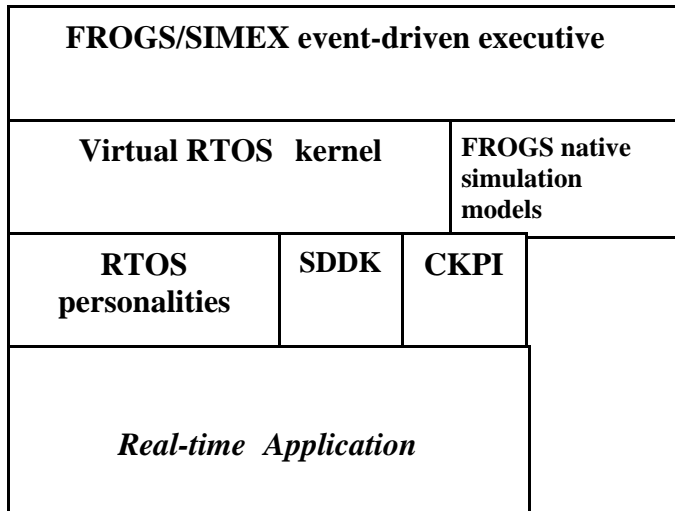 FROGS/SIMEX event-driven executive
Virtual RTOS kernel
FROGS native
simulation
models
RTOS
personalities
SDDK
CKPI
Real-time Application